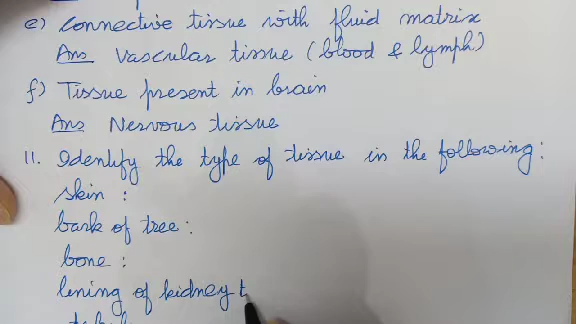 e) Connective tissue with fluid matrix
Ans Vascular tissue (blood & lymph)
f) Tissue present in brain
Ans Nervous tissue
11. Identify the type of tissue in the following:
skin :
bark of tree:
bone :
lining of kidney t